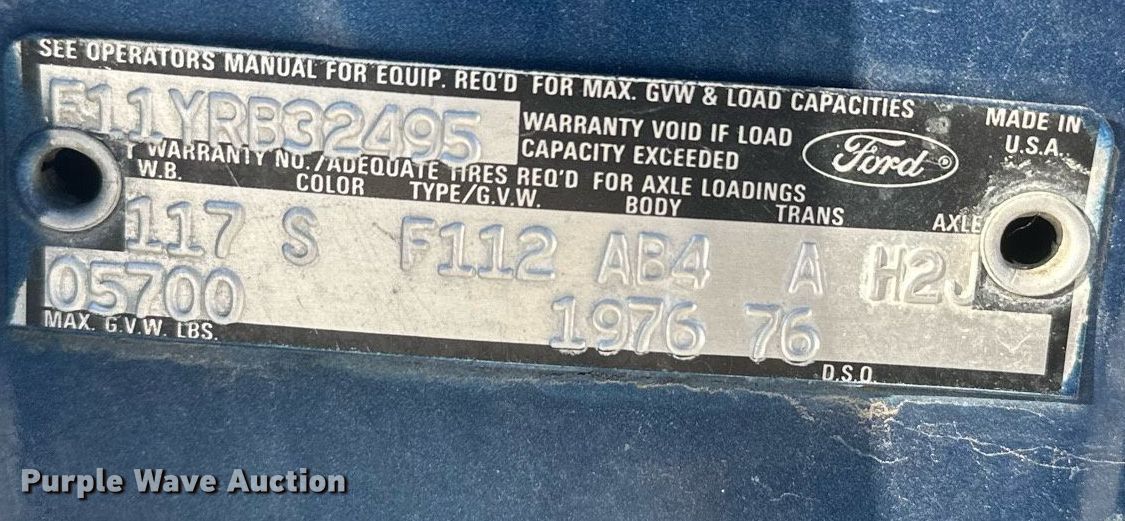 SEE OPERATORS MANUAL FOR EQUIP. REQ'D FOR MAX. GVW & LOAD CAPACITIES
MADE IN
U.S.A.
F11YRB32495
WARRANTY VOID IF LOAD
CAPACITY EXCEEDED
Ford
T WARRANTY NO./ADEQUATE TIRES REQ'D FOR AXLE LOADINGS
W.B. COLOR TYPE/G.V.W. BODY TRANS AXLE
117 S F112 AB4 A H2J
05700 1976 76
MAX. G.V.W. LBS. D.S.O.
Purple Wave Auction